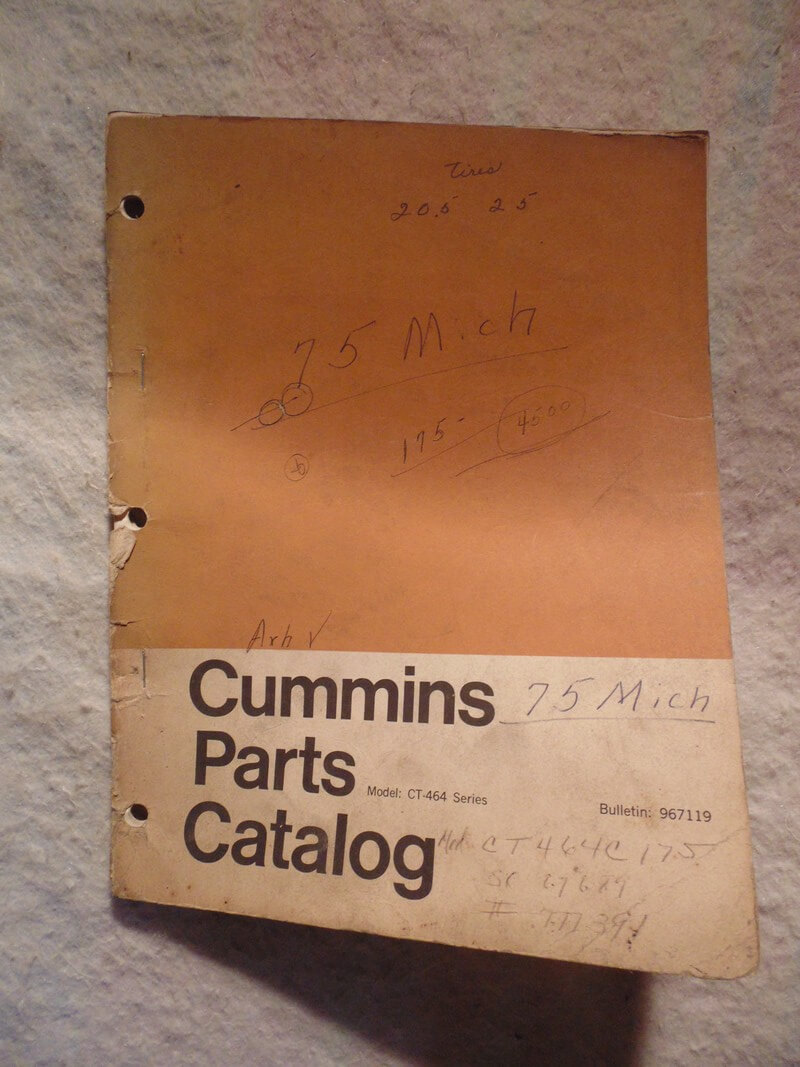 Tires
20.5 25
75 Mich
175- 4500
Cummins 75 Mich
Parts
Model: CT-464 Series
Bulletin: 967119
Catalog
CT464C 175